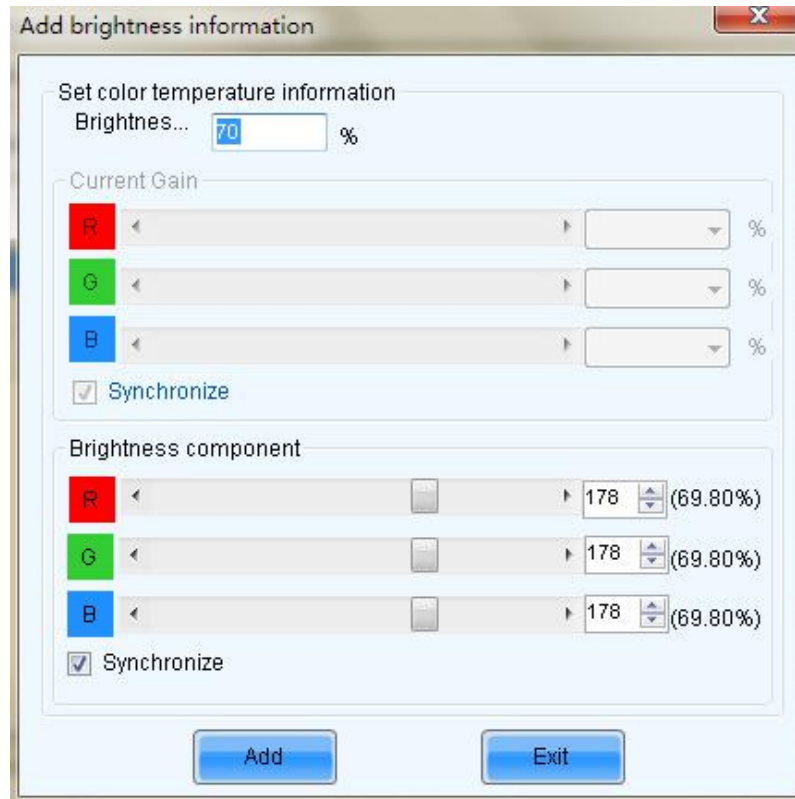 Add brightness information
x
Set color temperature information
Brightnes... 70 %
Current Gain
R %
G %
B %
Synchronize
Brightness component
R 178 (69.80%)
G 178 (69.80%)
B 178 (69.80%)
Synchronize
Add Exit